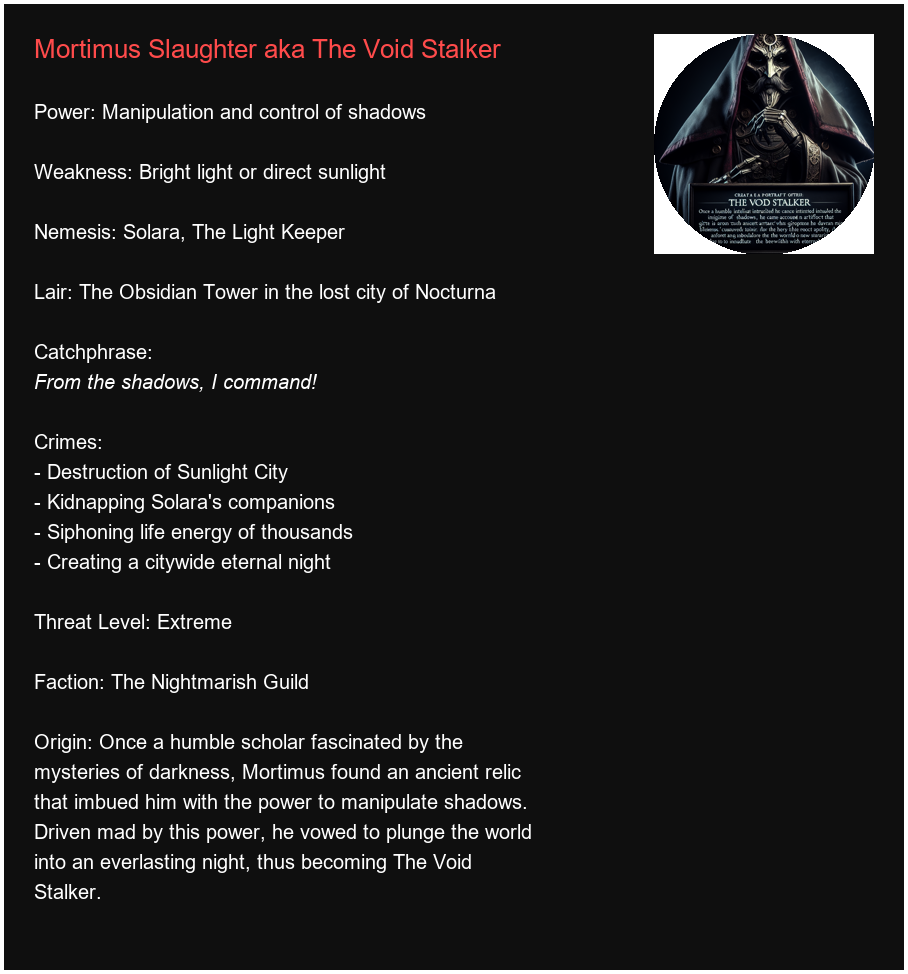 Mortimus Slaughter aka The Void Stalker
Power: Manipulation and control of shadows
Weakness: Bright light or direct sunlight
Nemesis: Solara, The Light Keeper
Lair: The Obsidian Tower in the lost city of Nocturna
Catchphrase:
From the shadows, I command!
Crimes:
- Destruction of Sunlight City
- Kidnapping Solara's companions
- Siphoning life energy of thousands
- Creating a citywide eternal night
Threat Level: Extreme
Faction: The Nightmarish Guild
Origin: Once a humble scholar fascinated by the
mysteries of darkness, Mortimus found an ancient relic
that imbued him with the power to manipulate shadows.
Driven mad by this power, he vowed to plunge the world
into an everlasting night, thus becoming The Void
Stalker.
THE VOD STALKER